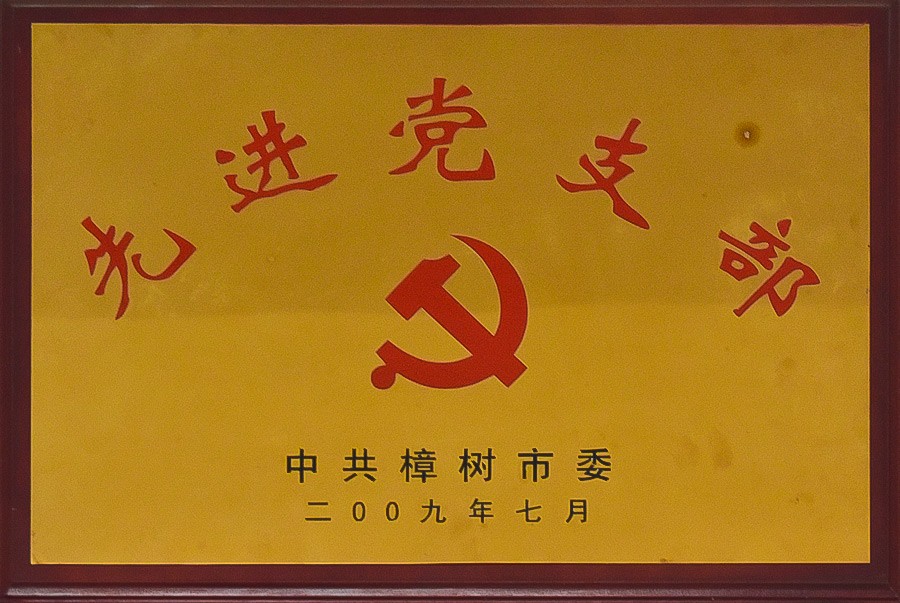 先进党支部
中共樟树市委
二00九年七月